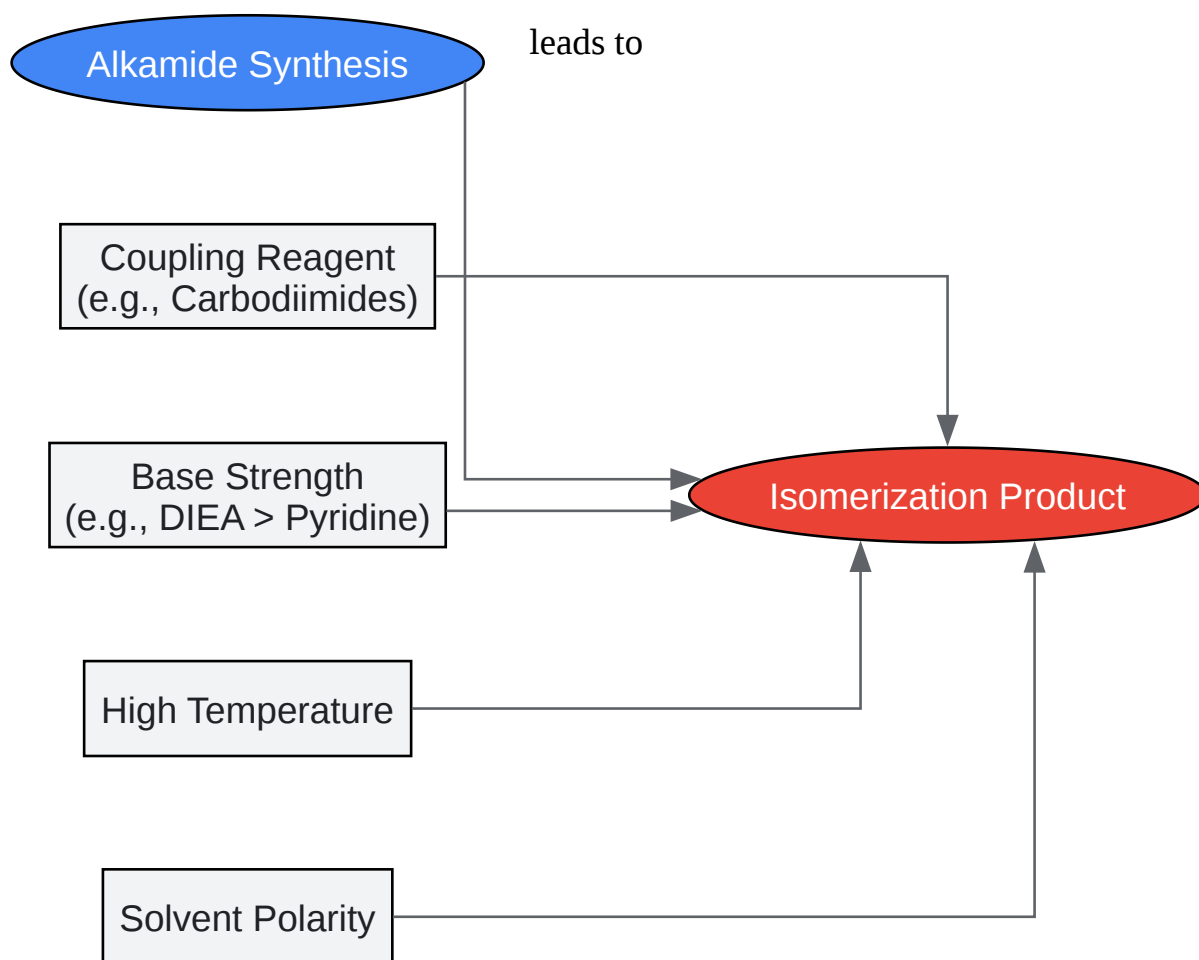 Alkamide Synthesis
leads to
Coupling Reagent
(e.g., Carbodiimides)
Base Strength
(e.g., DIEA > Pyridine)
Isomerization Product
High Temperature
Solvent Polarity